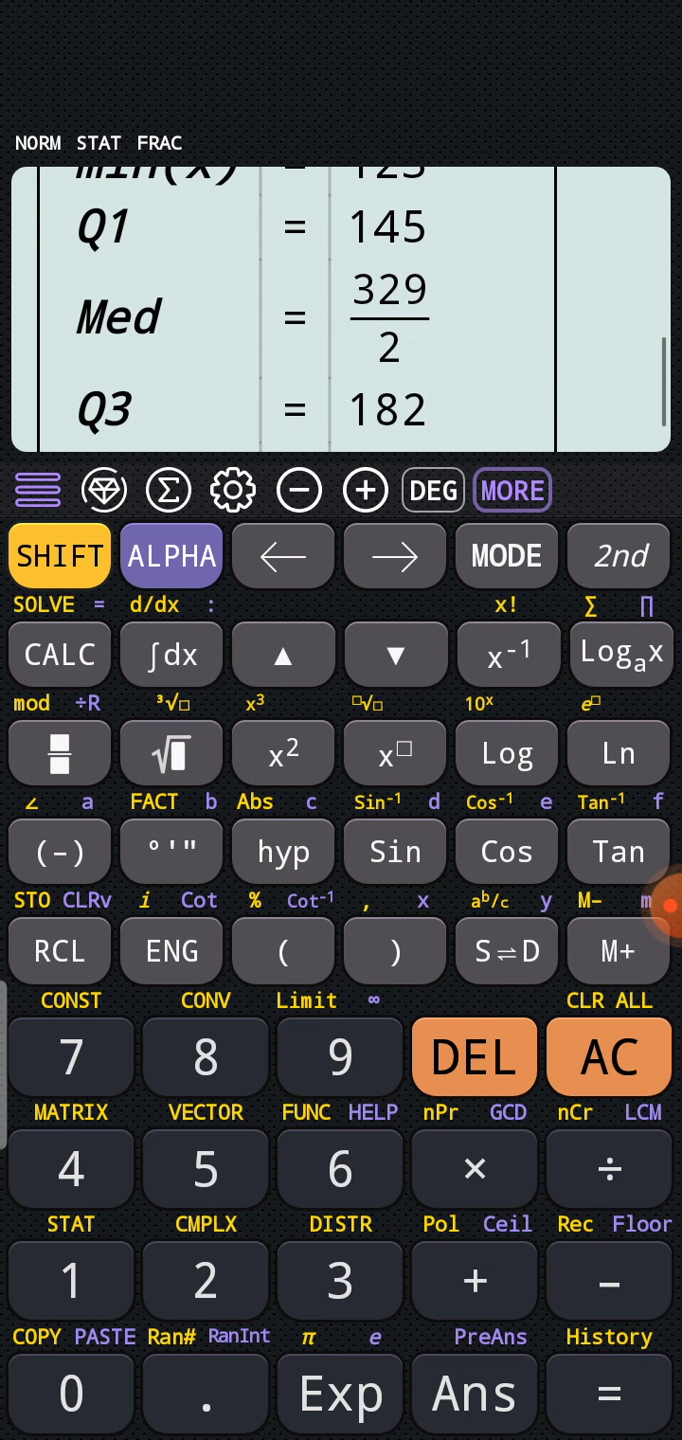 NORM STAT FRAC
min(x) = 123
Q1 = 145
Med = 329/2
Q3 = 182
DEG MORE
SHIFT ALPHA ← → MODE 2nd
SOLVE = d/dx : x! ∑ ∏
CALC ∫dx ▲ ▼ x⁻¹ Logₐx
mod ÷R ³√□ x³ □√□ 10ˣ e□
√ x² x□ Log Ln
∠ a FACT b Abs c Sin⁻¹ d Cos⁻¹ e Tan⁻¹ f
(−) °'" hyp Sin Cos Tan
STO CLRv i Cot % Cot⁻¹ , x aᵇ/c y M− m
RCL ENG ( ) S⇌D M+
CONST CONV Limit ∞ CLR ALL
7 8 9 DEL AC
MATRIX VECTOR FUNC HELP nPr GCD nCr LCM
4 5 6 × ÷
STAT CMPLX DISTR Pol Ceil Rec Floor
1 2 3 + −
COPY PASTE Ran# RanInt π e PreAns History
0 . Exp Ans =